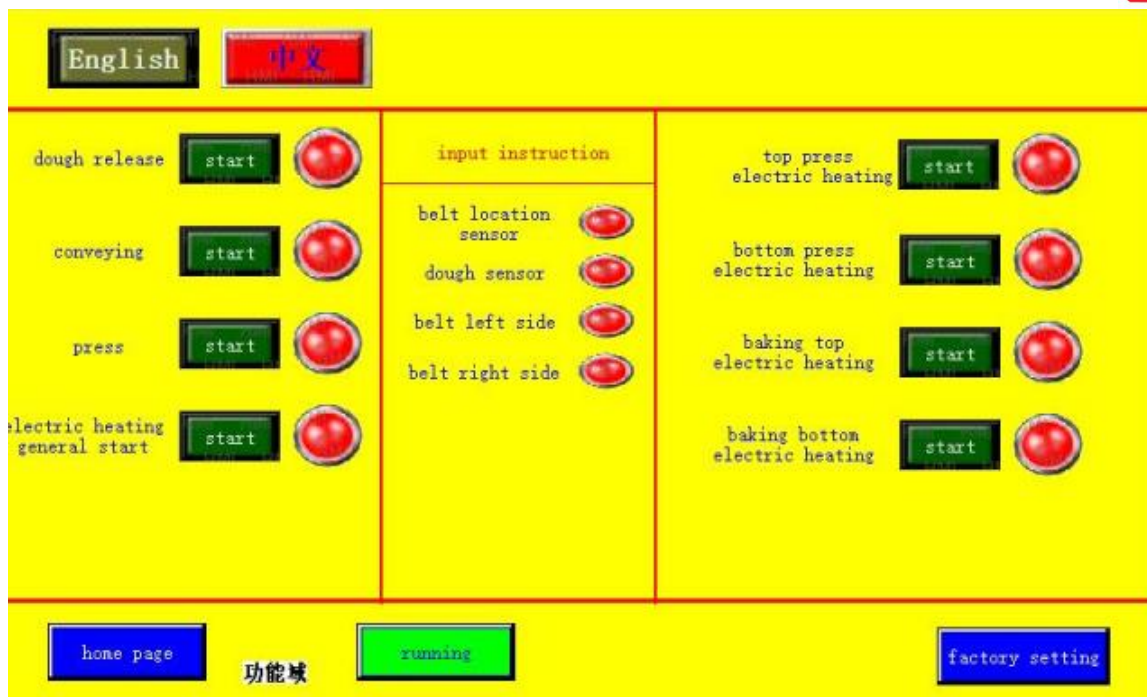 English
中文
dough release
start
conveying
start
press
start
electric heating
general start
start
input instruction
belt location
sensor
dough sensor
belt left side
belt right side
top press
electric heating
start
bottom press
electric heating
start
baking top
electric heating
start
baking bottom
electric heating
start
home page
功能域
running
factory setting